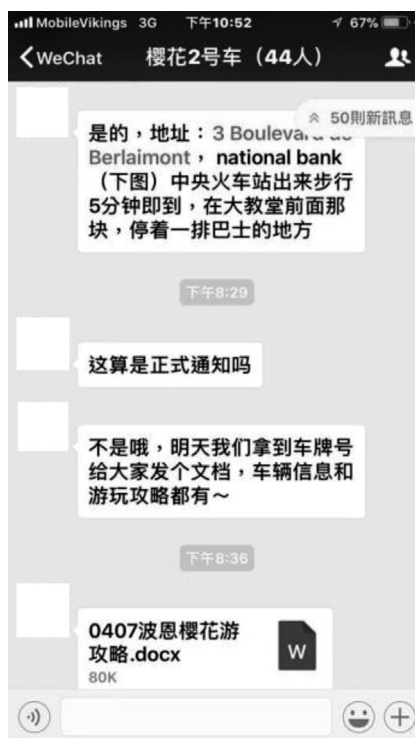 MobileVikings 3G 下午10:52 67%
WeChat 樱花2号车（44人）
50則新訊息
是的，地址：3 Boulevard de
Berlaimont， national bank
（下图）中央火车站出来步行
5分钟即到，在大教堂前面那
块，停着一排巴士的地方
下午8:29
这算是正式通知吗
不是哦，明天我们拿到车牌号
给大家发个文档，车辆信息和
游玩攻略都有～
下午8:36
0407波恩樱花游
攻略.docx
W
80K